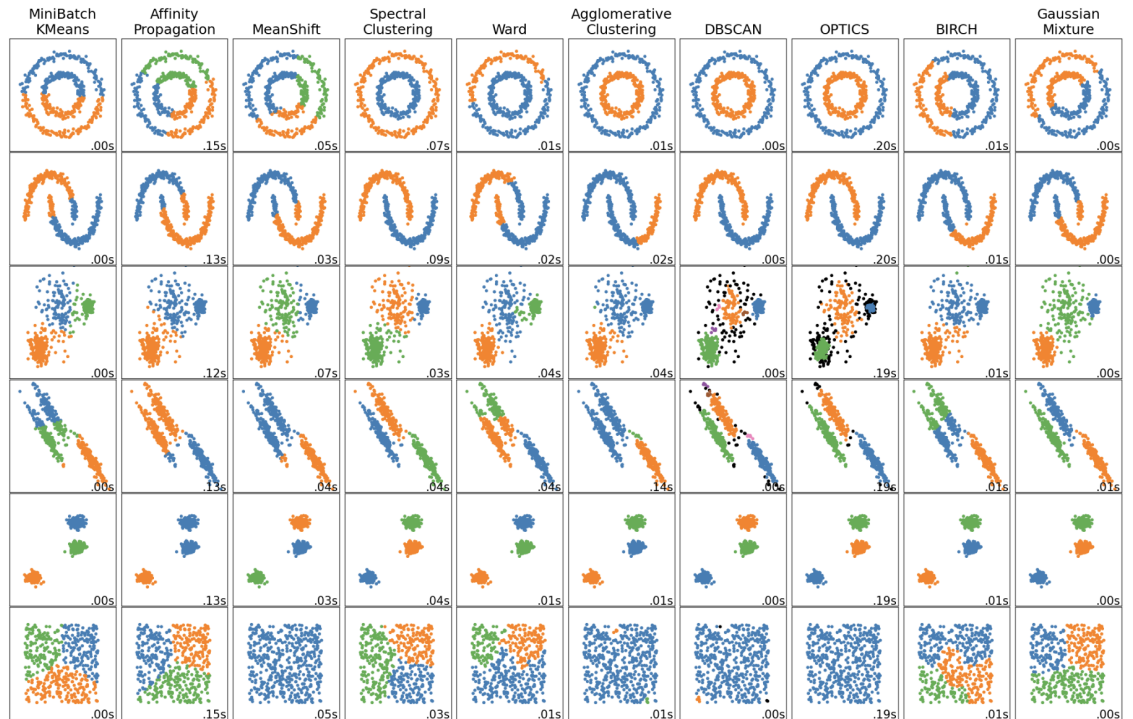 MiniBatch
KMeans
Affinity
Propagation
MeanShift
Spectral
Clustering
Ward
Agglomerative
Clustering
DBSCAN
OPTICS
BIRCH
Gaussian
Mixture
.00s
.15s
.05s
.07s
.01s
.01s
.00s
.20s
.01s
.00s
.00s
.13s
.03s
.09s
.02s
.02s
.00s
.20s
.01s
.00s
.00s
.12s
.07s
.03s
.04s
.04s
.00s
.19s
.01s
.00s
.00s
.13s
.04s
.04s
.04s
.14s
.00s
.19s
.01s
.01s
.00s
.13s
.03s
.04s
.01s
.01s
.00s
.19s
.01s
.00s
.00s
.15s
.05s
.03s
.01s
.01s
.00s
.19s
.01s
.00s